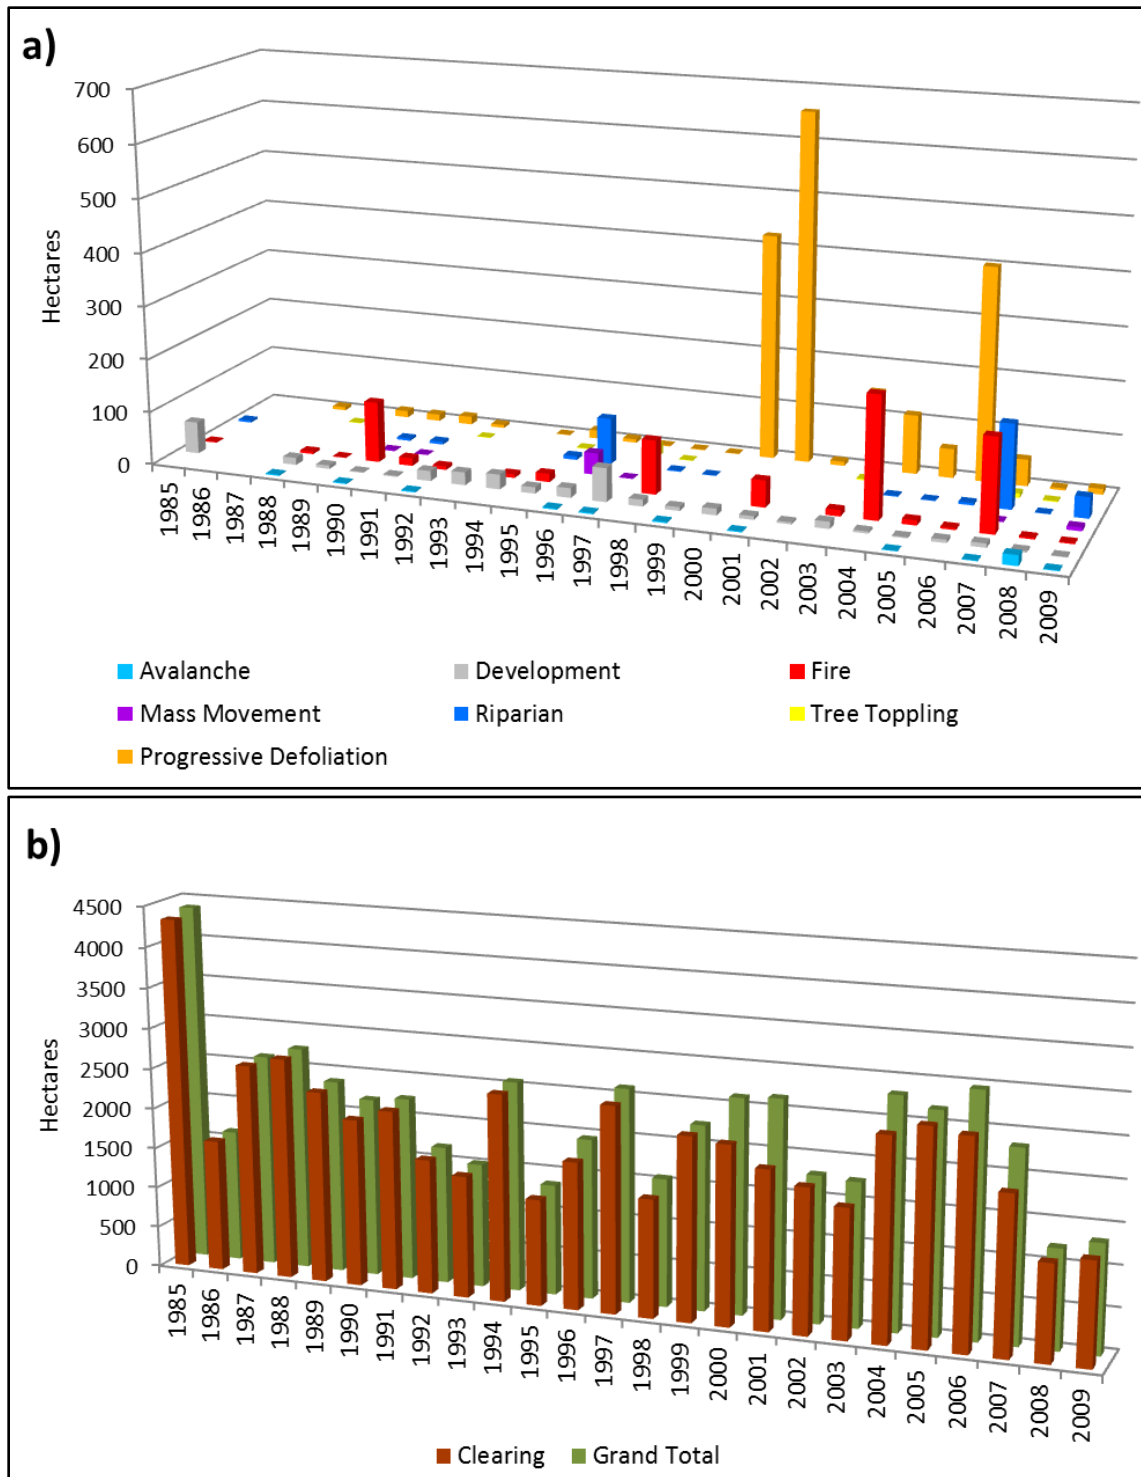 a)
700
600
500
400
300
200
100
0
Hectares
1985 1986 1987 1988 1989 1990 1991 1992 1993 1994 1995 1996 1997 1998 1999 2000 2001 2002 2003 2004 2005 2006 2007 2008 2009
Avalanche Development Fire
Mass Movement Riparian Tree Toppling
Progressive Defoliation
b)
4500
4000
3500
3000
2500
2000
1500
1000
500
0
Hectares
1985 1986 1987 1988 1989 1990 1991 1992 1993 1994 1995 1996 1997 1998 1999 2000 2001 2002 2003 2004 2005 2006 2007 2008 2009
Clearing Grand Total